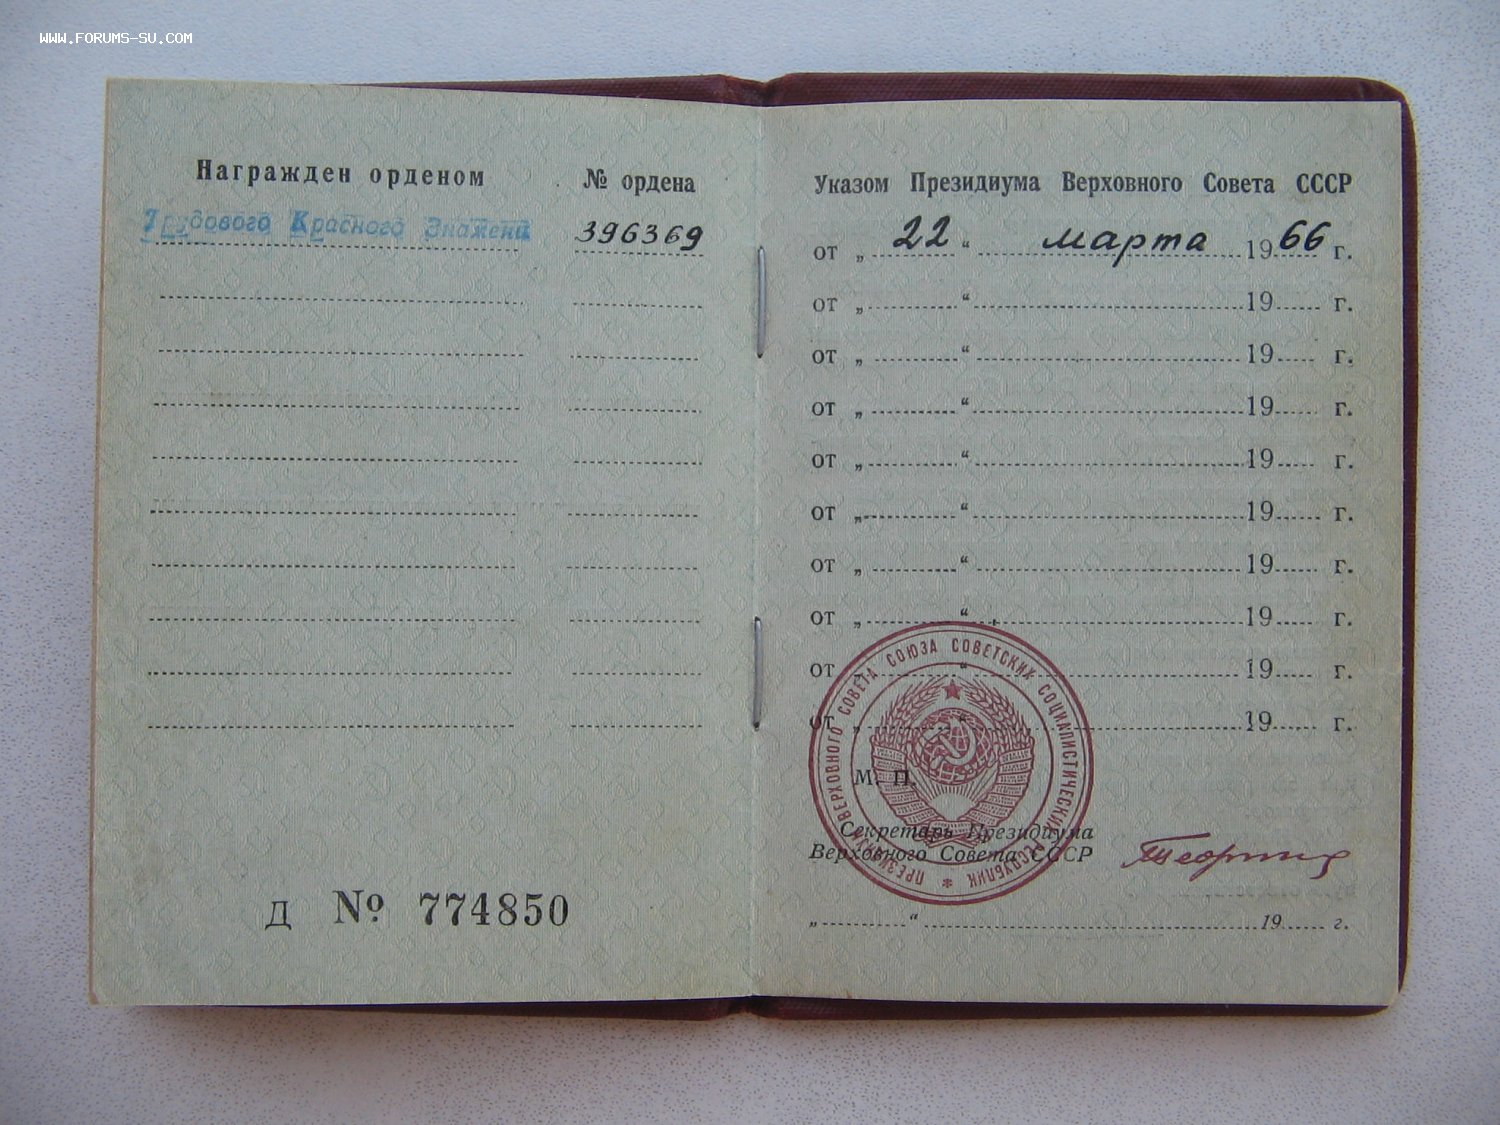 WWW.FORUMS-SU.COM
Награжден орденом № ордена
Трудового Красного Знамени 396369
Д № 774850
Указом Президиума Верховного Совета СССР
от „ 22 “ марта 1966 г.
от „ “ 19 г.
от „ “ 19 г.
от „ “ 19 г.
от „ “ 19 г.
от „ “ 19 г.
от „ “ 19 г.
от „ “ 19 г.
от „ “ 19 г.
от „ “ 19 г.
М. П.
ПРЕЗИДИУМ ВЕРХОВНОГО СОВЕТА СОЮЗА СОВЕТСКИХ СОЦИАЛИСТИЧЕСКИХ РЕСПУБЛИК
Секретарь Президиума
Верховного Совета СССР
„ “ 19 г.